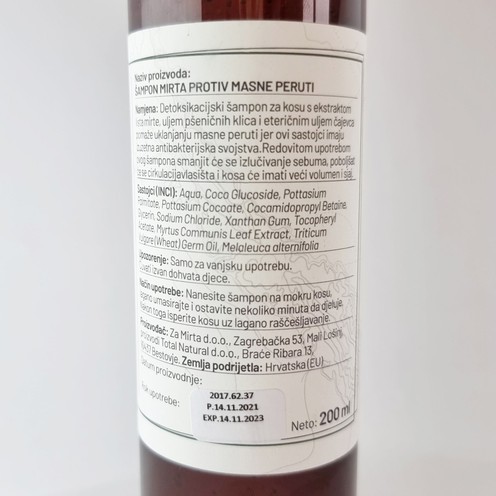 Naziv proizvoda:
ŠAMPON MIRTA PROTIV MASNE PERUTI
Namjena: Detoksikacijski šampon za kosu s ekstraktom
lista mirte, uljem pšeničnih klica i eteričnim uljem čajevca
pomaže uklanjanju masne peruti jer ovi sastojci imaju
izuzetna antibakterijska svojstva. Redovitom upotrebom
ovog šampona smanjit će se izlučivanje sebuma, poboljšat
će se cirkulacija vlasišta i kosa će imati veći volumen i sjaj.
Sastojci (INCI): Aqua, Coco Glucoside, Pottasium
Pottasium Cocoate, Cocamidopropyl Betaine,
Glycerin, Sodium Chloride, Xanthan Gum, Tocopheryl
Acetate, Myrtus Communis Leaf Extract, Triticum
Vulgare (Wheat) Germ Oil, Melaleuca alternifolia
Upozorenje: Samo za vanjsku upotrebu.
Čuvati izvan dohvata djece.
Način upotrebe: Nanesite šampon na mokru kosu,
lagano umasirajte i ostavite nekoliko minuta da djeluje,
nakon toga isperite kosu uz lagano raščešljavanje.
Proizvođač: Za Mirta d.o.o., Zagrebačka 53, Mali Lošinj,
proizvodi Total Natural d.o.o., Braće Ribara 13,
10437 Bestovje. Zemlja podrijetla: Hrvatska (EU)
Datum proizvodnje:
Rok upotrebe:
2017.62.37
P.14.11.2021
EXP.14.11.2023
Neto: 200 ml